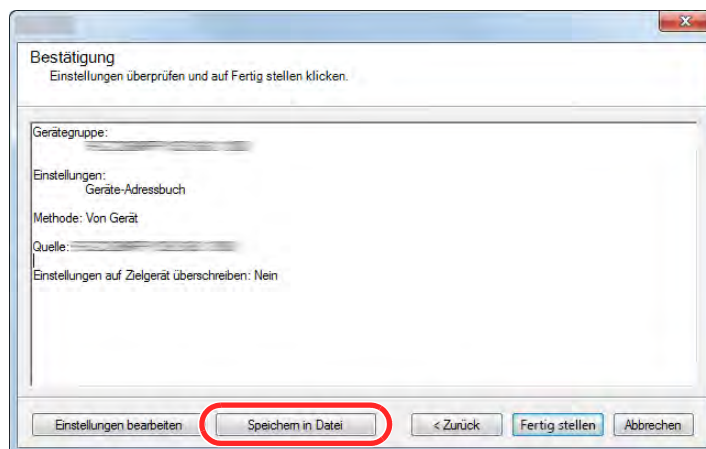 Bestätigung
Einstellungen überprüfen und auf Fertig stellen klicken.
Gerätegruppe:
Einstellungen:
Geräte-Adressbuch
Methode: Von Gerät
Quelle:
Einstellungen auf Zielgerät überschreiben: Nein
Einstellungen bearbeiten Speichern in Datei < Zurück Fertig stellen Abbrechen